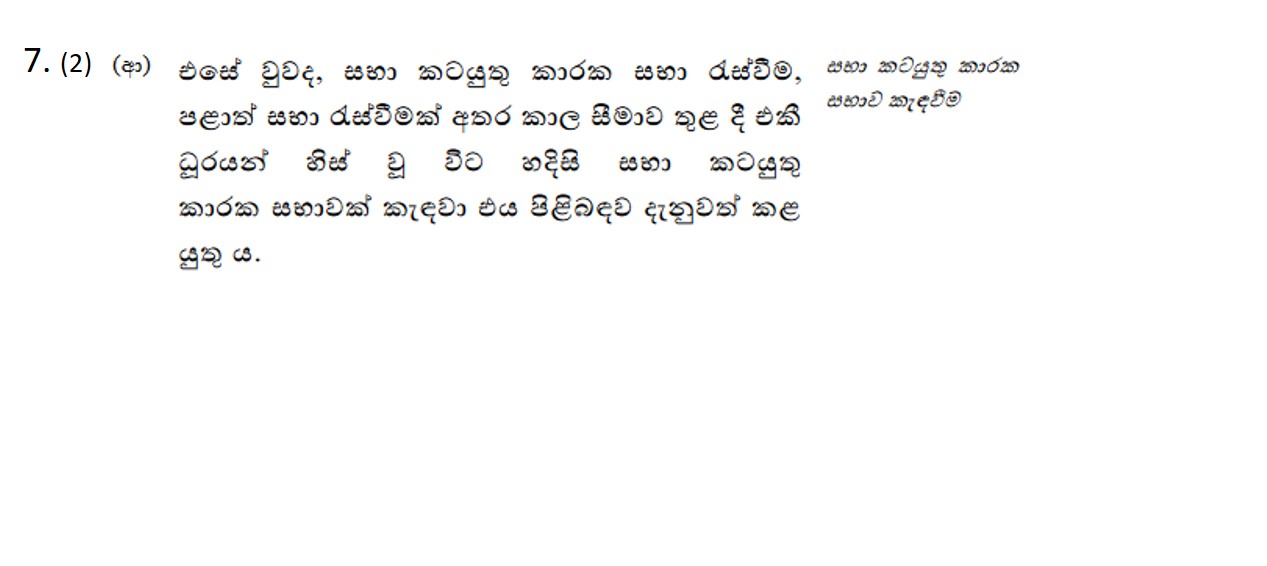 7. (2) (ආ) එසේ වුවද, සභා කටයුතු කාරක සභා රැස්වීම, සභා කටයුතු කාරක
පළාත් සභා රැස්වීමක් අතර කාල සීමාව තුළ දී එකී සභාව කැඳවීම
ධූරයන් හිස් වූ විට හදිසි සභා කටයුතු
කාරක සභාවක් කැඳවා එය පිළිබඳව දැනුවත් කළ
යුතු ය.